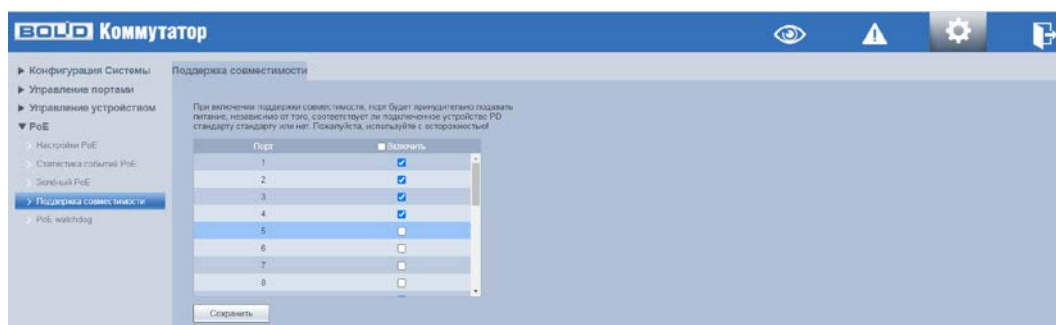 BOLID Коммутатор
Конфигурация Системы
Управление портами
Управление устройством
PoE
Настройки PoE
Статистика событий PoE
Зелёный PoE
Поддержка совместимости
PoE watchdog
Поддержка совместимости
При включении поддержки совместимости, порт будет принудительно подавать
питание, независимо от того, соответствует ли подключенное устройство PD
стандарту стандарту или нет. Пожалуйста, используйте с осторожностью!
Порт Включить
1
2
3
4
5
6
7
8
Сохранить